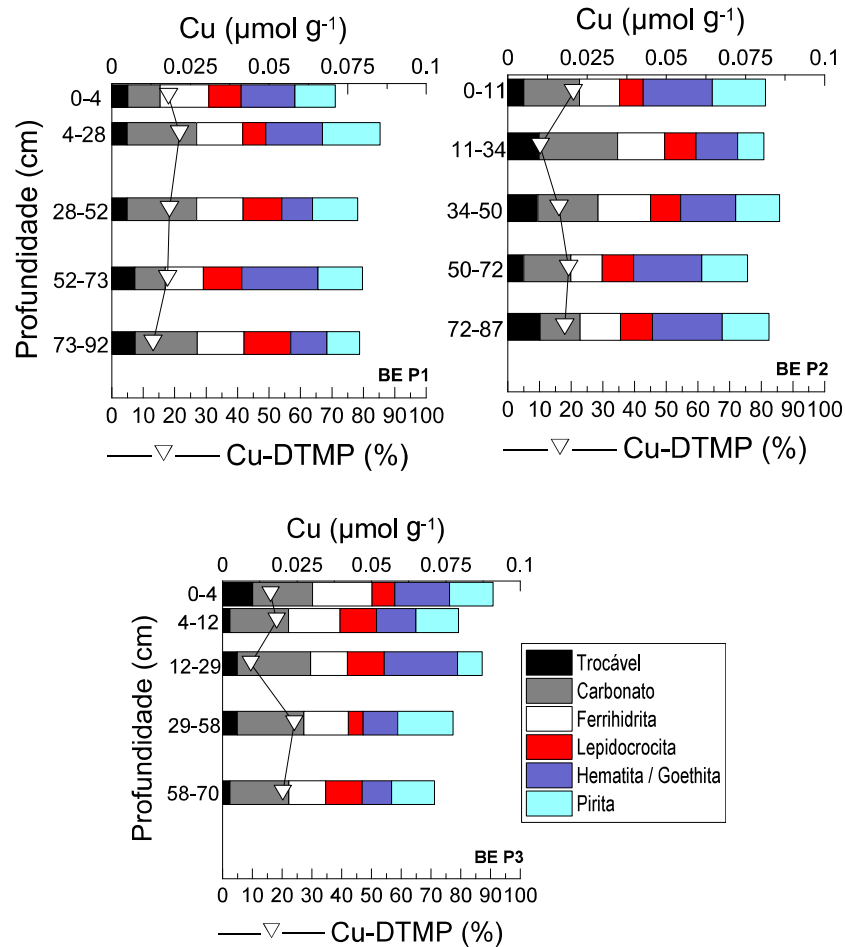 Cu (µmol g⁻¹)
0 0.025 0.05 0.075 0.1
Profundidade (cm)
0-4
4-28
28-52
52-73
73-92
BE P1
0 10 20 30 40 50 60 70 80 90 100
Cu-DTMP (%)
Cu (µmol g⁻¹)
0 0.025 0.05 0.075 0.1
0-11
11-34
34-50
50-72
72-87
BE P2
0 10 20 30 40 50 60 70 80 90 100
Cu-DTMP (%)
Cu (µmol g⁻¹)
0 0.025 0.05 0.075 0.1
Profundidade (cm)
0-4
4-12
12-29
29-58
58-70
BE P3
0 10 20 30 40 50 60 70 80 90 100
Cu-DTMP (%)
Trocável
Carbonato
Ferrihidrita
Lepidocrocita
Hematita / Goethita
Pirita